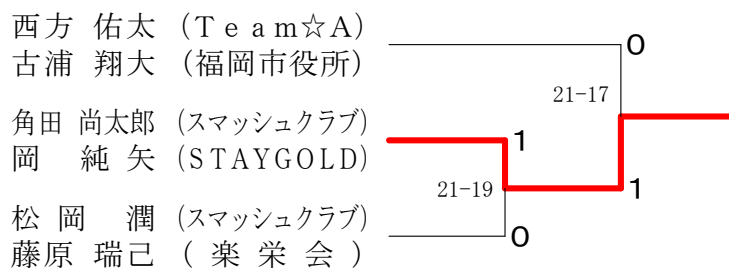 西方 佑太 (Team☆A)
0
古浦 翔大 (福岡市役所)
21-17
角田 尚太郎 (スマッシュクラブ)
1
岡 純矢 (STAYGOLD)
21-19
1
松岡 潤 (スマッシュクラブ)
0
藤原 瑞己 (楽栄会)